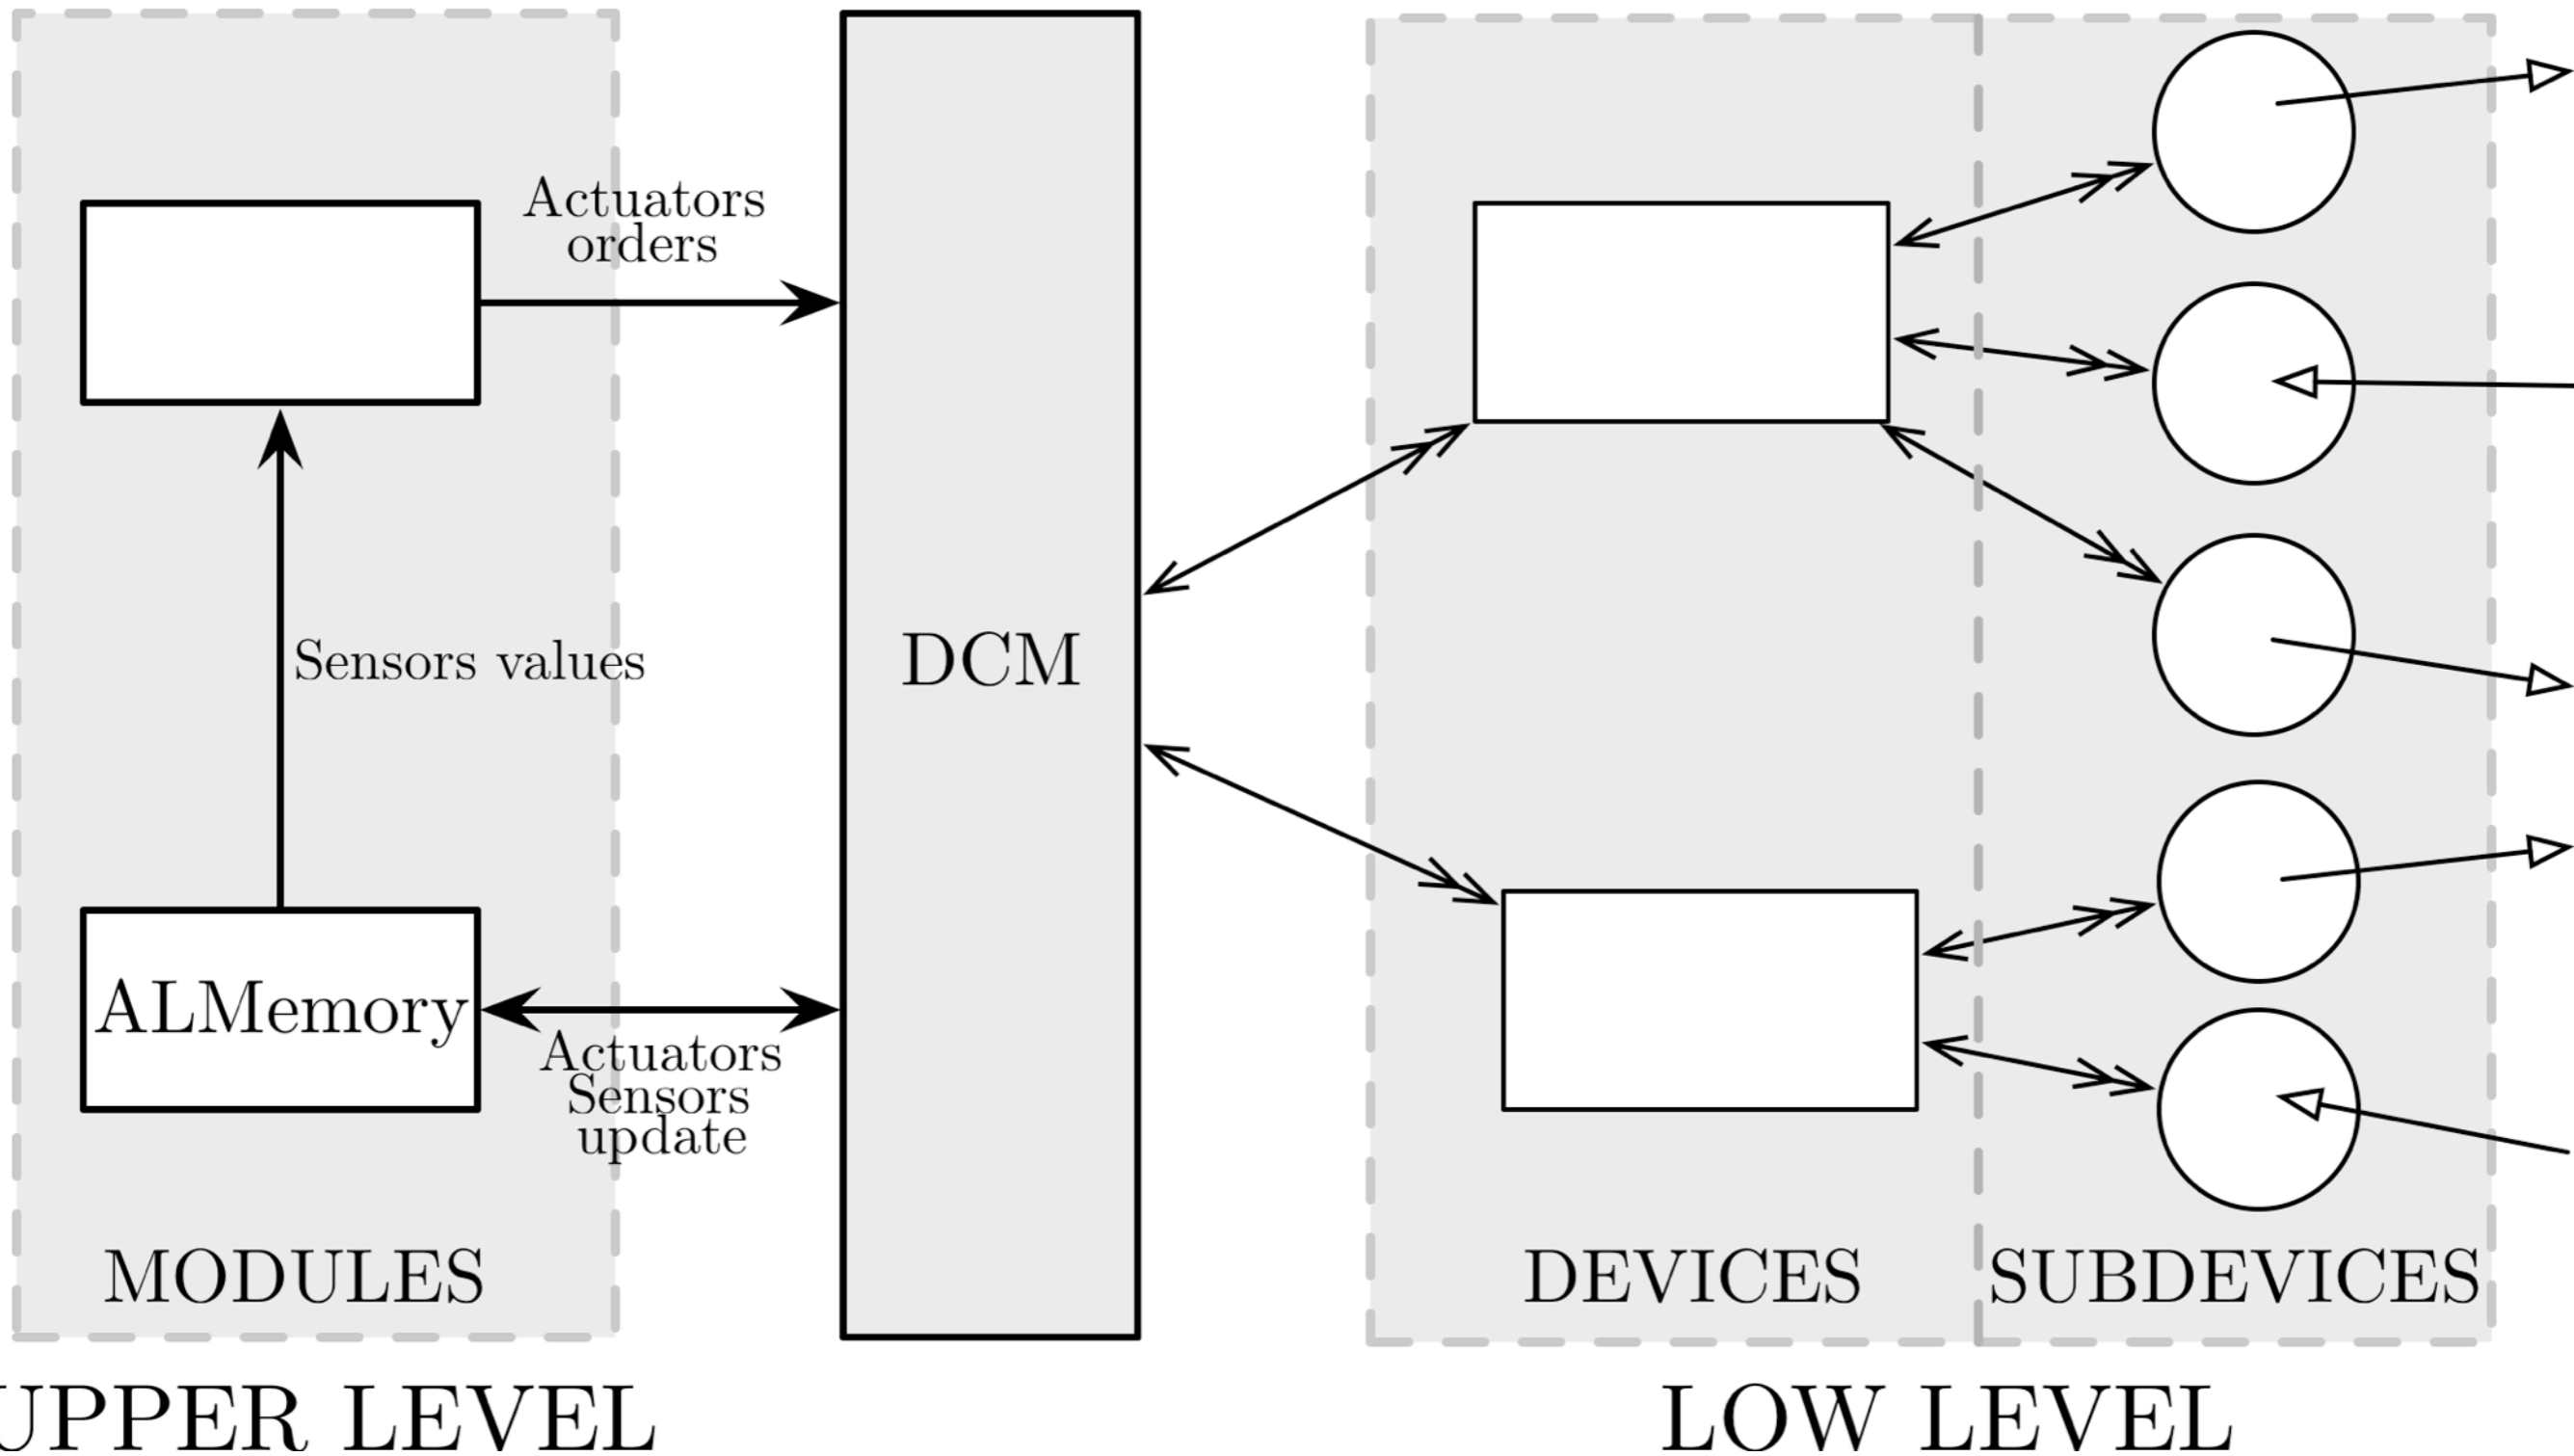 Actuators
orders
Sensors values
DCM
ALMemory
Actuators
Sensors
update
MODULES
DEVICES
SUBDEVICES
UPPER LEVEL
LOW LEVEL